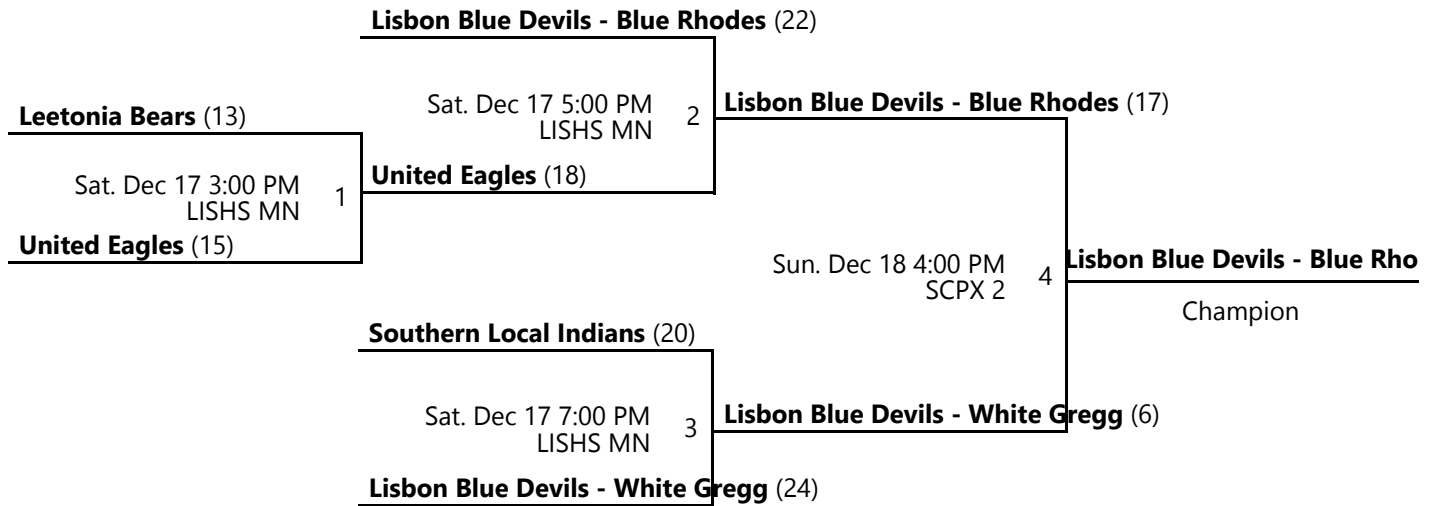 Lisbon Blue Devils - Blue Rhodes (22)
Sat. Dec 17 5:00 PM
LISHS MN
2
Lisbon Blue Devils - Blue Rhodes (17)
Leetonia Bears (13)
Sat. Dec 17 3:00 PM
LISHS MN
1
United Eagles (18)
United Eagles (15)
Sun. Dec 18 4:00 PM
SCPX 2
4
Lisbon Blue Devils - Blue Rho
Champion
Southern Local Indians (20)
Sat. Dec 17 7:00 PM
LISHS MN
3
Lisbon Blue Devils - White Gregg (6)
Lisbon Blue Devils - White Gregg (24)